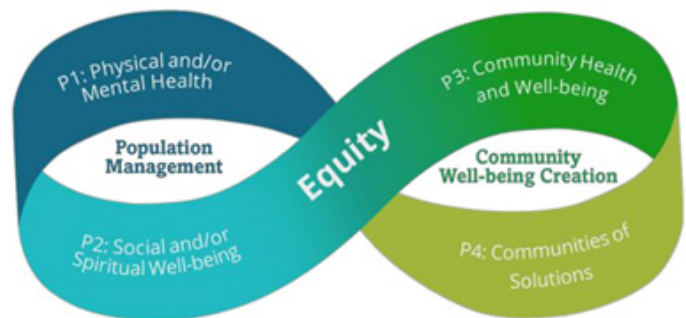 P1: Physical and/or
Mental Health
Population
Management
P2: Social and/or
Spiritual Well-being
Equity
P3: Community Health
and Well-being
Community
Well-being Creation
P4: Communities of
Solutions